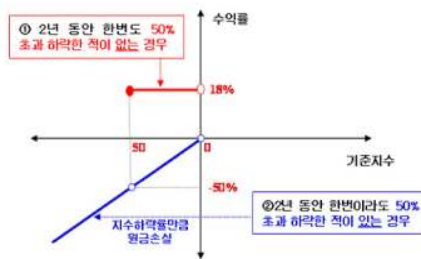 ① 2년 동안 한번도 50%
초과 하락한 적이 없는 경우
수익률
18%
50
0
기준지수
-50%
지수하락률만큼
원금손실
②2년 동안 한번이라도 50%
초과 하락한 적이 있는 경우